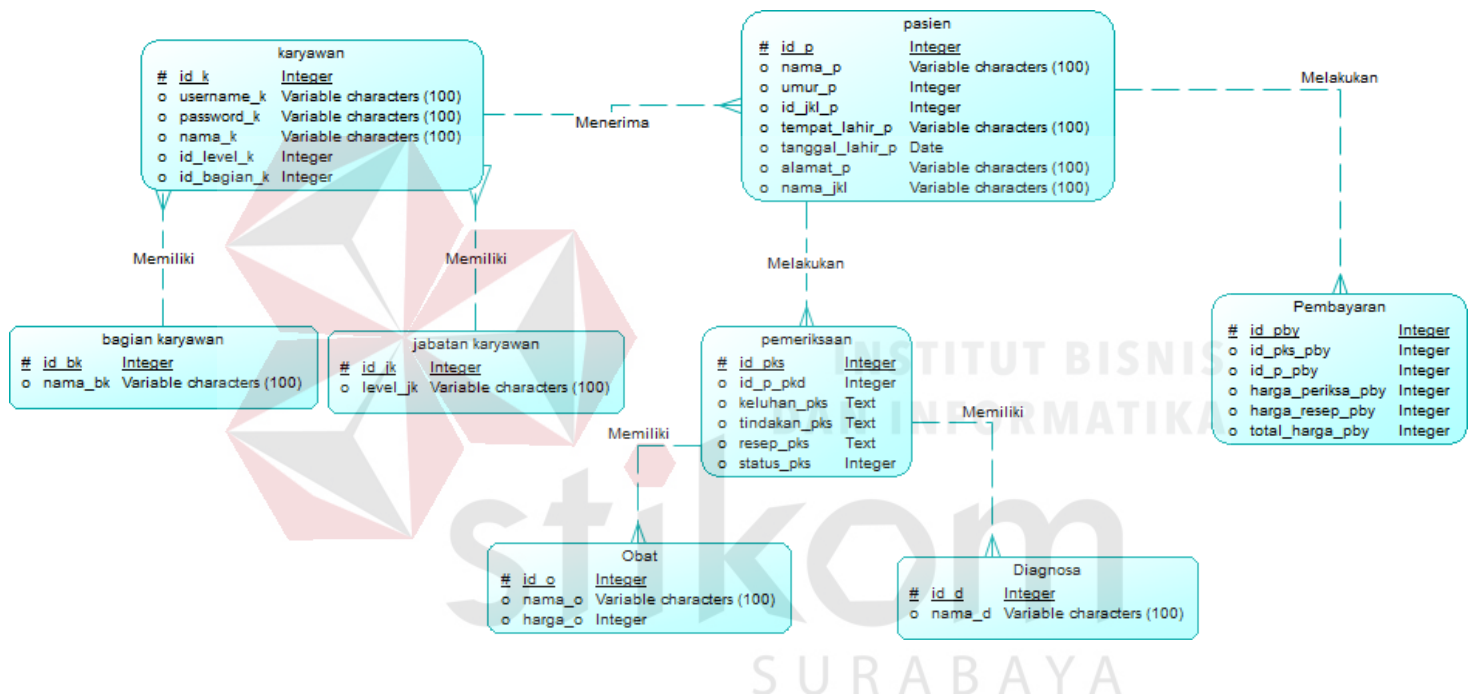 karyawan
# id_k Integer
o username_k Variable characters (100)
o password_k Variable characters (100)
o nama_k Variable characters (100)
o id_level_k Integer
o id_bagian_k Integer
Menerima
pasien
# id_p Integer
o nama_p Variable characters (100)
o umur_p Integer
o id_jkl_p Integer
o tempat_lahir_p Variable characters (100)
o tanggal_lahir_p Date
o alamat_p Variable characters (100)
o nama_jkl Variable characters (100)
Melakukan
Memiliki
Memiliki
Melakukan
bagian karyawan
# id_bk Integer
o nama_bk Variable characters (100)
jabatan karyawan
# id_jk Integer
o level_jk Variable characters (100)
pemeriksaan
# id_pks Integer
o id_p_pkd Integer
o keluhan_pks Text
o tindakan_pks Text
o resep_pks Text
o status_pks Integer
Pembayaran
# id_pby Integer
o id_pks_pby Integer
o id_p_pby Integer
o harga_periksa_pby Integer
o harga_resep_pby Integer
o total_harga_pby Integer
INSTITUT BISNIS
DAN INFORMATIKA
Memiliki
Memiliki
Obat
# id_o Integer
o nama_o Variable characters (100)
o harga_o Integer
Diagnosa
# id_d Integer
o nama_d Variable characters (100)
stikom
SURABAYA